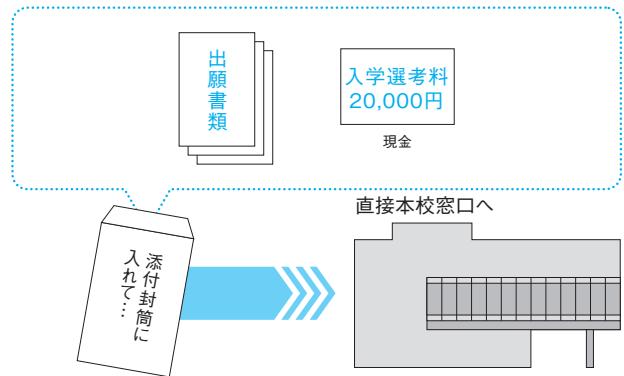 出願書類
入学選考料
20,000円
現金
直接本校窓口へ
添付封筒に
入れて…